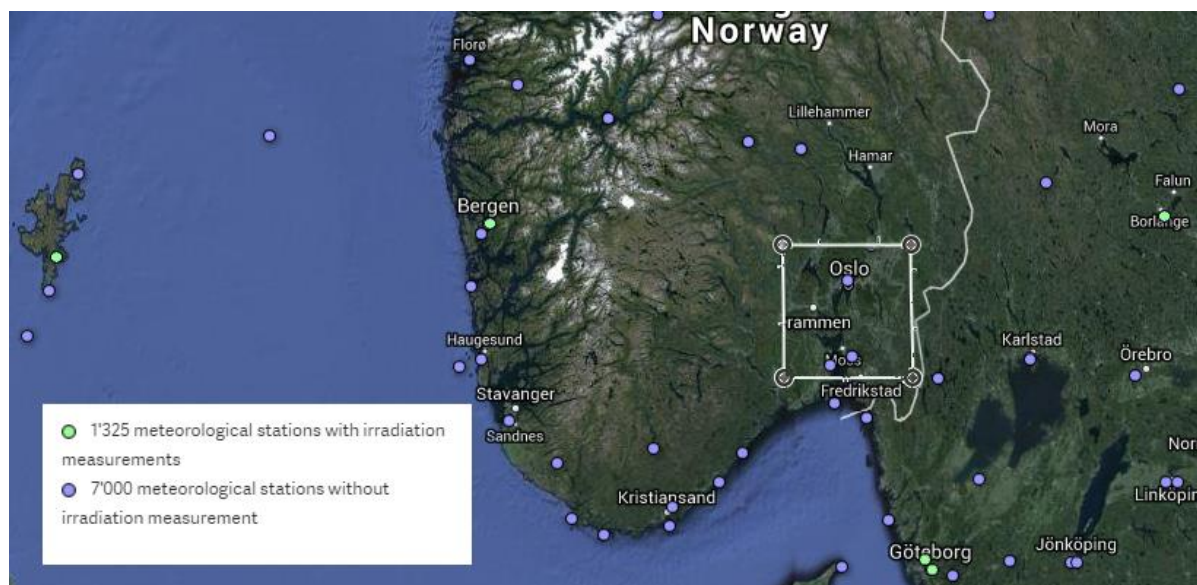 Norway
Florø
Lillehammer
Mora
Hamar
Falun
Bergen
Borlänge
Oslo
rammen
Haugesund
Moss
Karlstad
Örebro
Stavanger
Fredrikstad
Sandnes
1'325 meteorological stations with irradiation
measurements
7'000 meteorological stations without
irradiation measurement
Nor
Kristiansand
Linköpin
Göteborg
Jönköping